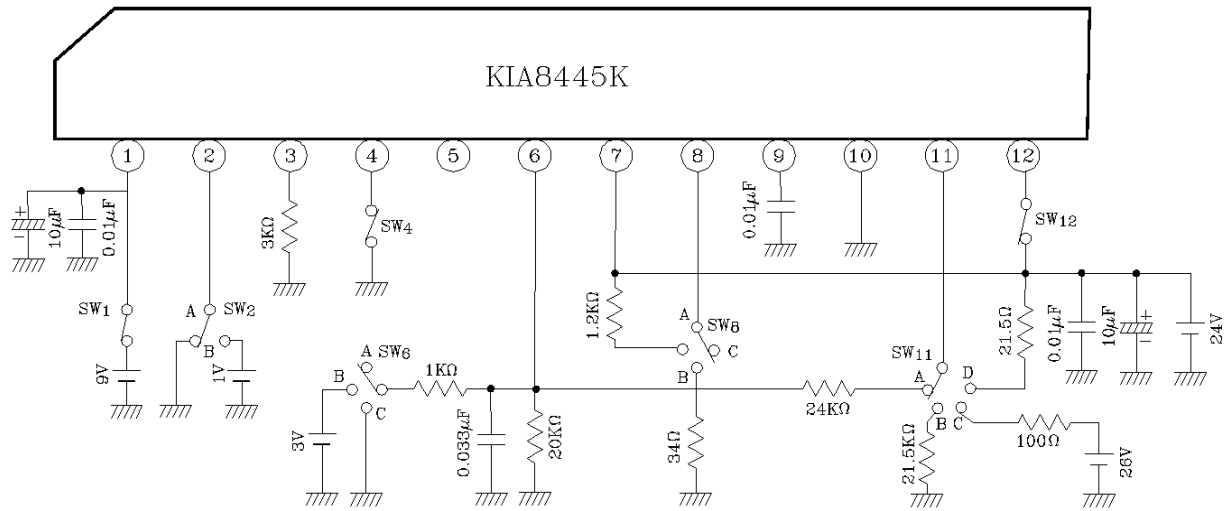 KIA8445K
1 2 3 4 5 6 7 8 9 10 11 12
+
-
10μF
0.01μF
3KΩ
SW4
0.01μF
SW12
SW1
A
SW2
B
9V
1V
1.2KΩ
A
SW8
C
B
21.5Ω
0.01μF
10μF
+
-
24V
A
SW6
B
C
1KΩ
3V
0.033μF
20KΩ
34Ω
24KΩ
SW11
A
D
B
C
21.5KΩ
100Ω
26V